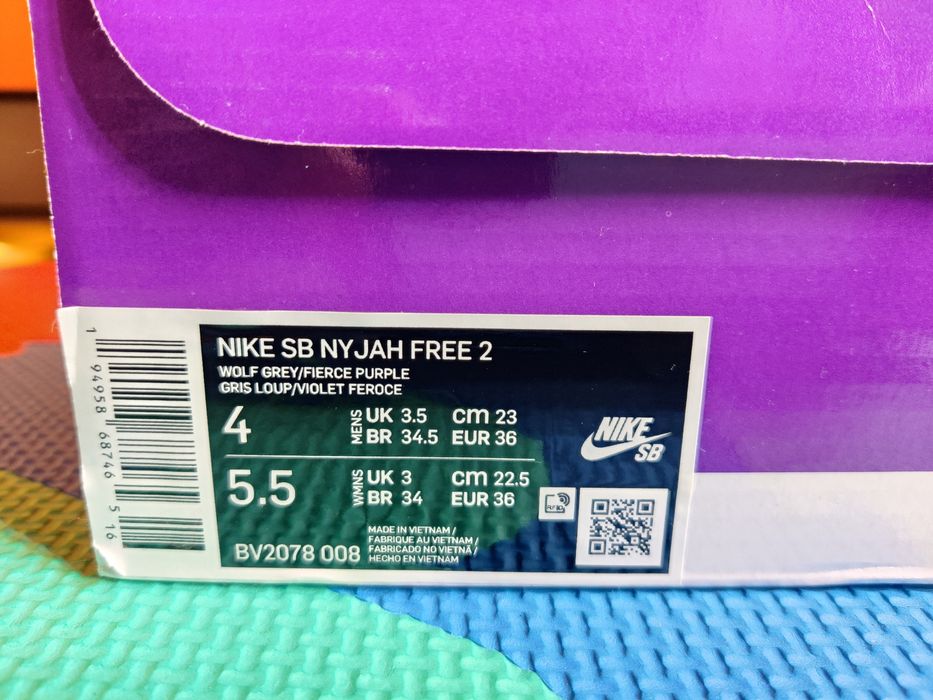 NIKE SB NYJAH FREE 2
WOLF GREY/FIERCE PURPLE
GRIS LOUP/VIOLET FEROCE
4 MENS UK 3.5 CM 23
BR 34.5 EUR 36
5.5 WMNS UK 3 CM 22.5
BR 34 EUR 36
BV2078 008
MADE IN VIETNAM /
FABRIQUE AU VIETNAM /
FABRICADO NO VIETNÃ /
HECHO EN VIETNAM
NIKE
SB
1 94958 68746 516